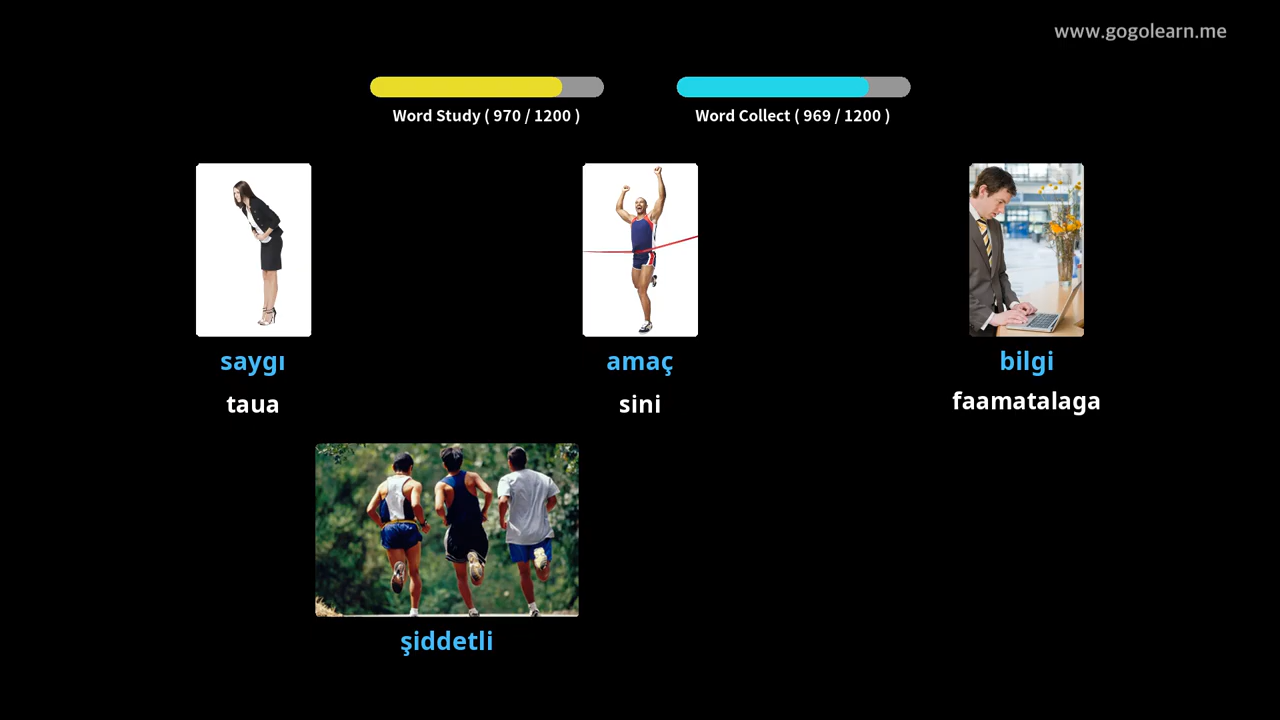 www.gogolearn.me
Word Study ( 970 / 1200 )
Word Collect ( 969 / 1200 )
saygı
taua
amaç
sini
bilgi
faamatalaga
şiddetli